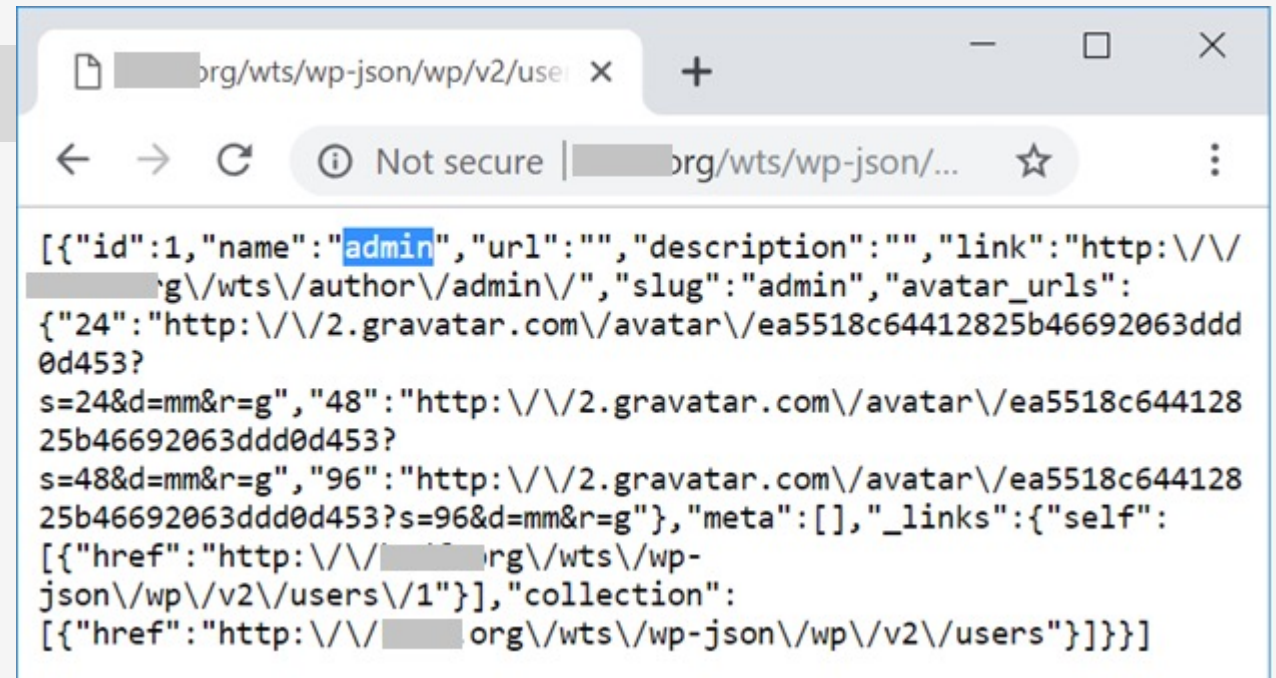 org/wts/wp-json/wp/v2/use
Not secure | org/wts/wp-json/...
[{"id":1,"name":"admin","url":"","description":"","link":"http:\/\/
rg\/wts\/author\/admin\/","slug":"admin","avatar_urls":
{"24":"http:\/\/2.gravatar.com\/avatar\/ea5518c64412825b46692063ddd
0d453?
s=24&d=mm&r=g","48":"http:\/\/2.gravatar.com\/avatar\/ea5518c644128
25b46692063ddd0d453?
s=48&d=mm&r=g","96":"http:\/\/2.gravatar.com\/avatar\/ea5518c644128
25b46692063ddd0d453?s=96&d=mm&r=g"},"meta":[],"_links":{"self":
[{"href":"http:\/\/ rg\/wts\/wp-
json\/wp\/v2\/users\/1"}],"collection":
[{"href":"http:\/\/ org\/wts\/wp-json\/wp\/v2\/users"}]}}]